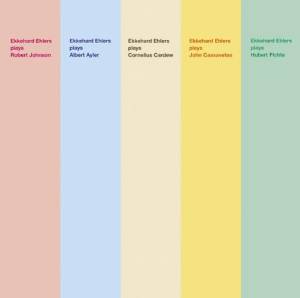 Ekkehard Ehlers
plays
Robert Johnson
Ekkehard Ehlers
plays
Albert Ayler
Ekkehard Ehlers
plays
Cornelius Cardew
Ekkehard Ehlers
plays
John Cassavetes
Ekkehard Ehlers
plays
Hubert Fichte